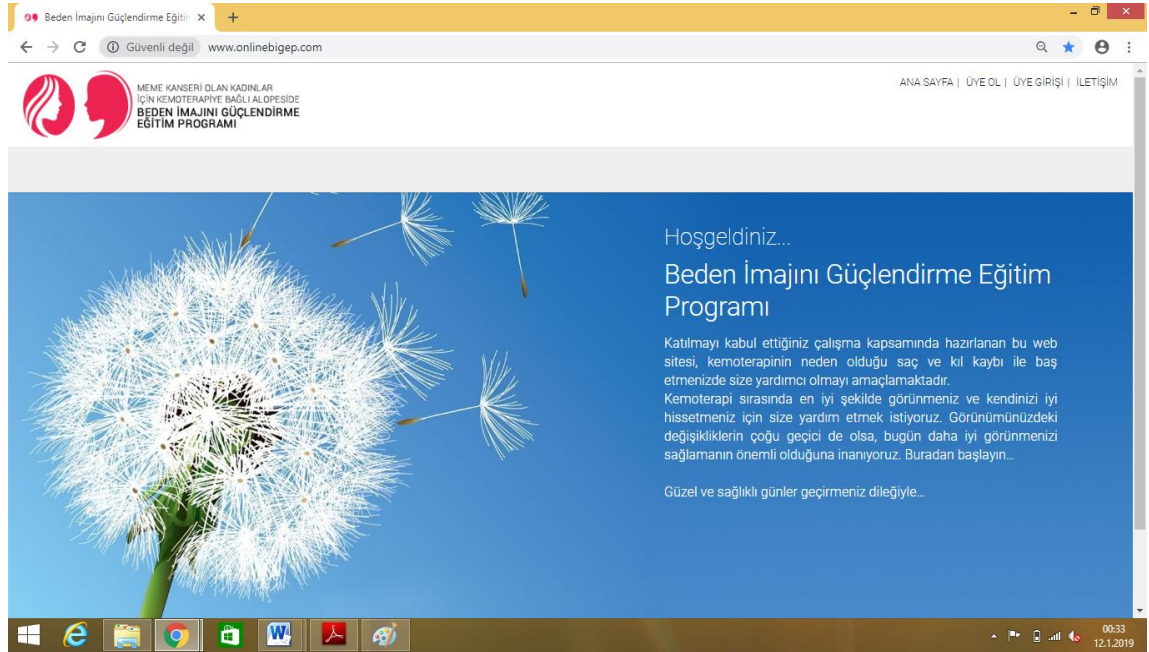 Beden İmajını Güçlendirme Eğitin
Güvenli değil www.onlinebigep.com
ANA SAYFA | ÜYE OL | ÜYE GİRİŞİ | İLETİŞİM
MEME KANSERİ OLAN KADINLAR
İÇİN KEMOTERAPİYE BAĞLI ALOPESİDE
BEDEN İMAJINI GÜÇLENDİRME
EĞİTİM PROGRAMI
Hoşgeldiniz...
Beden İmajını Güçlendirme Eğitim
Programı
Katılmayı kabul ettiğiniz çalışma kapsamında hazırlanan bu web
sitesi, kemoterapinin neden olduğu saç ve kıl kaybı ile baş
etmenizde size yardımcı olmayı amaçlamaktadır.
Kemoterapi sırasında en iyi şekilde görünmeniz ve kendinizi iyi
hissetmeniz için size yardım etmek istiyoruz. Görünümünüzdeki
değişikliklerin çoğu geçici de olsa, bugün daha iyi görünmenizi
sağlamanın önemli olduğuna inanıyoruz. Buradan başlayın...
Güzel ve sağlıklı günler geçirmeniz dileğiyle...
00:33
12.1.2019